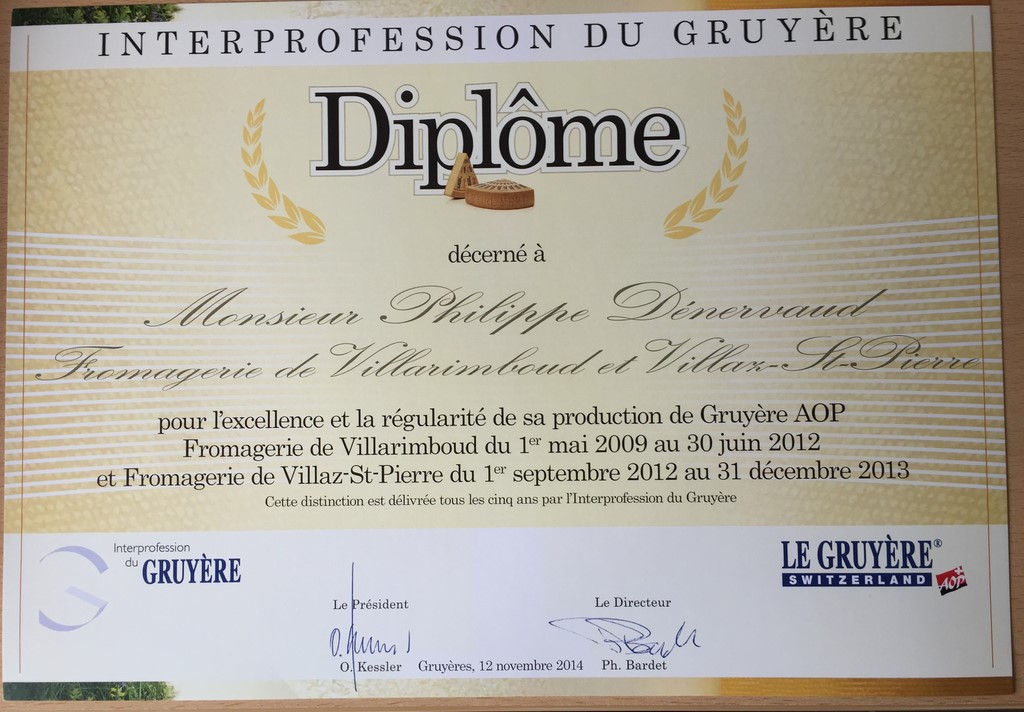 INTERPROFESSION DU GRUYÈRE
Diplôme
décerné à
Monsieur Philippe Dénervaud
Fromagerie de Villarimboud et Villaz-St-Pierre
pour l'excellence et la régularité de sa production de Gruyère AOP
Fromagerie de Villarimboud du 1er mai 2009 au 30 juin 2012
et Fromagerie de Villaz-St-Pierre du 1er septembre 2012 au 31 décembre 2013
Cette distinction est délivrée tous les cinq ans par l'Interprofession du Gruyère
Interprofession
du GRUYÈRE
LE GRUYÈRE®
SWITZERLAND
AOP
Le Président
Le Directeur
O. Kessler Gruyères, 12 novembre 2014 Ph. Bardet